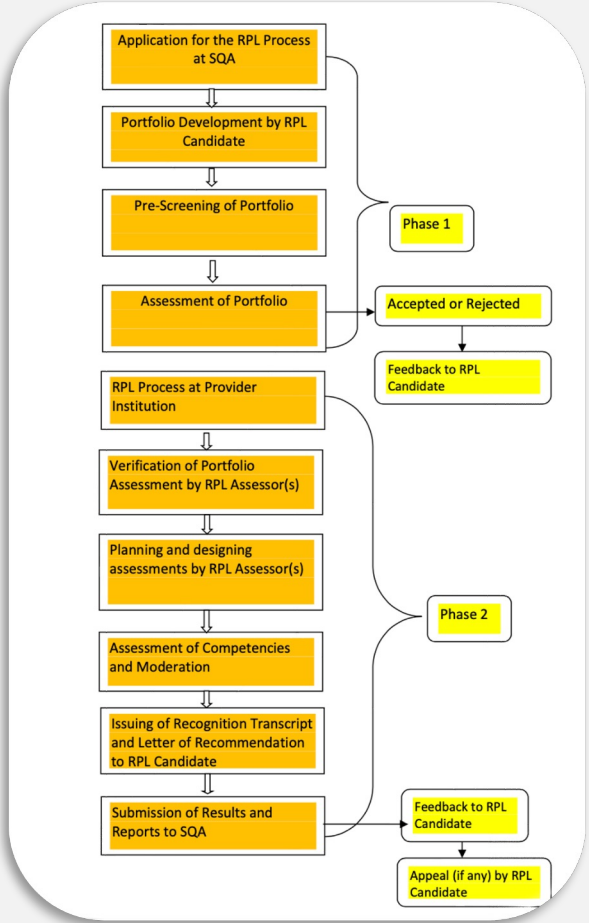 Application for the RPL Process
at SQA
Portfolio Development by RPL
Candidate
Pre-Screening of Portfolio
Phase 1
Assessment of Portfolio
Accepted or Rejected
Feedback to RPL
Candidate
RPL Process at Provider
Institution
Verification of Portfolio
Assessment by RPL Assessor(s)
Planning and designing
assessments by RPL Assessor(s)
Phase 2
Assessment of Competencies
and Moderation
Issuing of Recognition Transcript
and Letter of Recommendation
to RPL Candidate
Submission of Results and
Reports to SQA
Feedback to RPL
Candidate
Appeal (if any) by RPL
Candidate